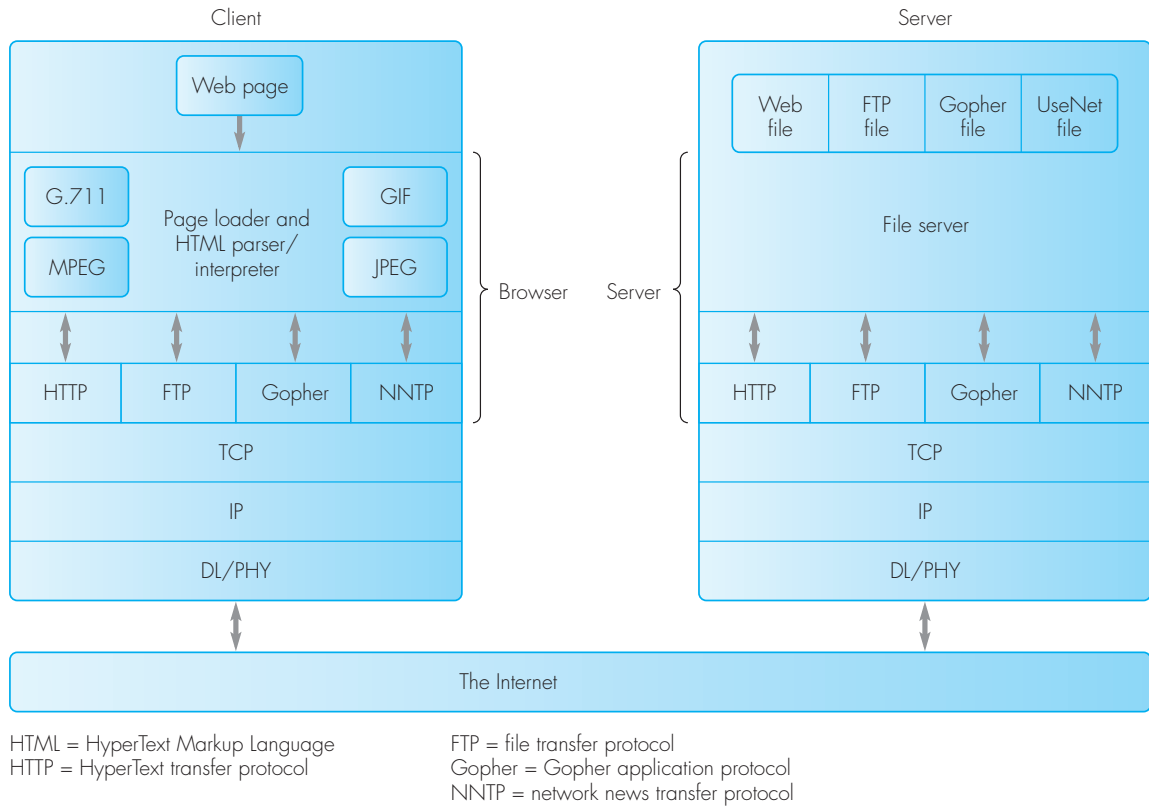 Client
Server
Web page
Web
file
FTP
file
Gopher
file
UseNet
file
G.711
GIF
MPEG
JPEG
Page loader and
HTML parser/
interpreter
File server
Browser
Server
HTTP
FTP
Gopher
NNTP
HTTP
FTP
Gopher
NNTP
TCP
TCP
IP
IP
DL/PHY
DL/PHY
The Internet
HTML = HyperText Markup Language
HTTP = HyperText transfer protocol
FTP = file transfer protocol
Gopher = Gopher application protocol
NNTP = network news transfer protocol